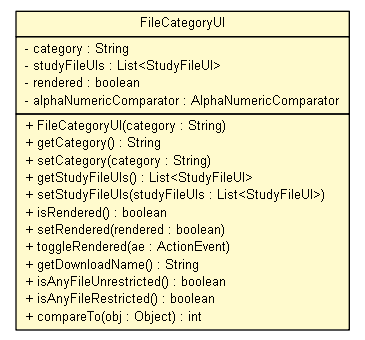 FileCategoryUI
- category : String
- studyFileUIs : List<StudyFileUI>
- rendered : boolean
- alphaNumericComparator : AlphaNumericComparator
+ FileCategoryUI(category : String)
+ getCategory() : String
+ setCategory(category : String)
+ getStudyFileUIs() : List<StudyFileUI>
+ setStudyFileUIs(studyFileUIs : List<StudyFileUI>)
+ isRendered() : boolean
+ setRendered(rendered : boolean)
+ toggleRendered(ae : ActionEvent)
+ getDownloadName() : String
+ isAnyFileUnrestricted() : boolean
+ isAnyFileRestricted() : boolean
+ compareTo(obj : Object) : int